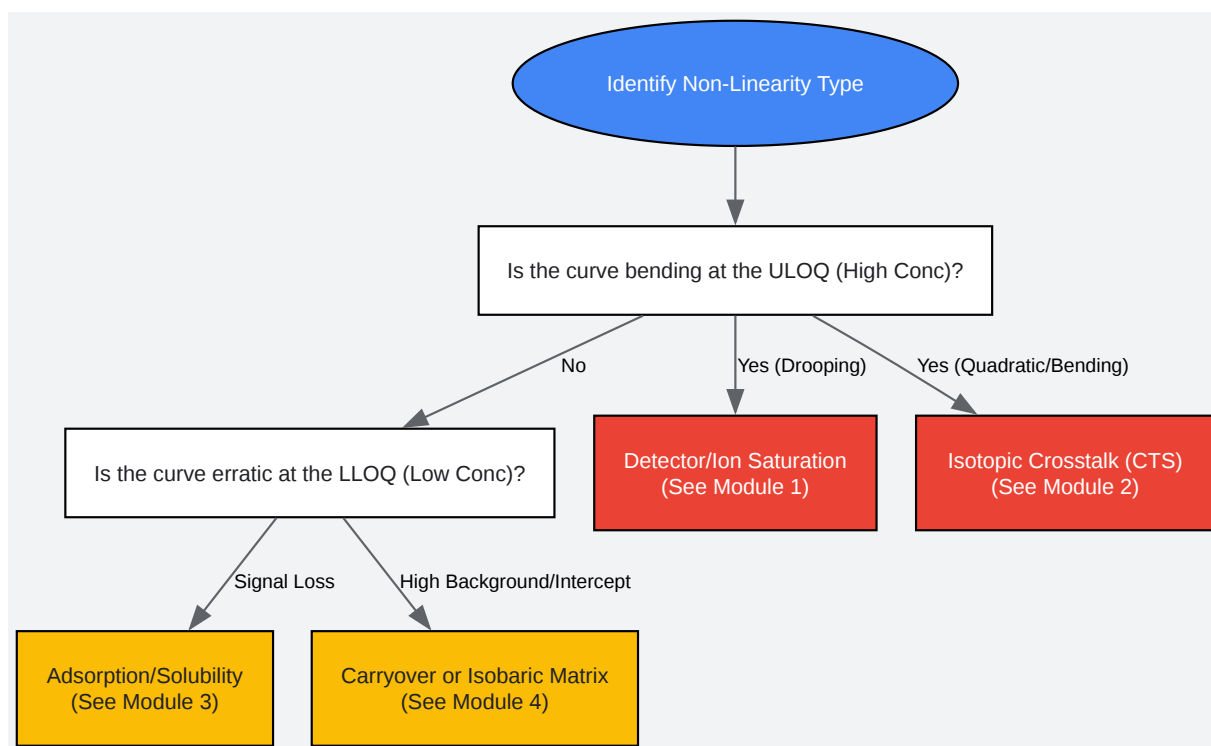 Identify Non-Linearity Type
Is the curve bending at the ULOQ (High Conc)?
No
Yes (Drooping)
Yes (Quadratic/Bending)
Is the curve erratic at the LLOQ (Low Conc)?
Detector/Ion Saturation
(See Module 1)
Isotopic Crosstalk (CTS)
(See Module 2)
Signal Loss
High Background/Intercept
Adsorption/Solubility
(See Module 3)
Carryover or Isobaric Matrix
(See Module 4)